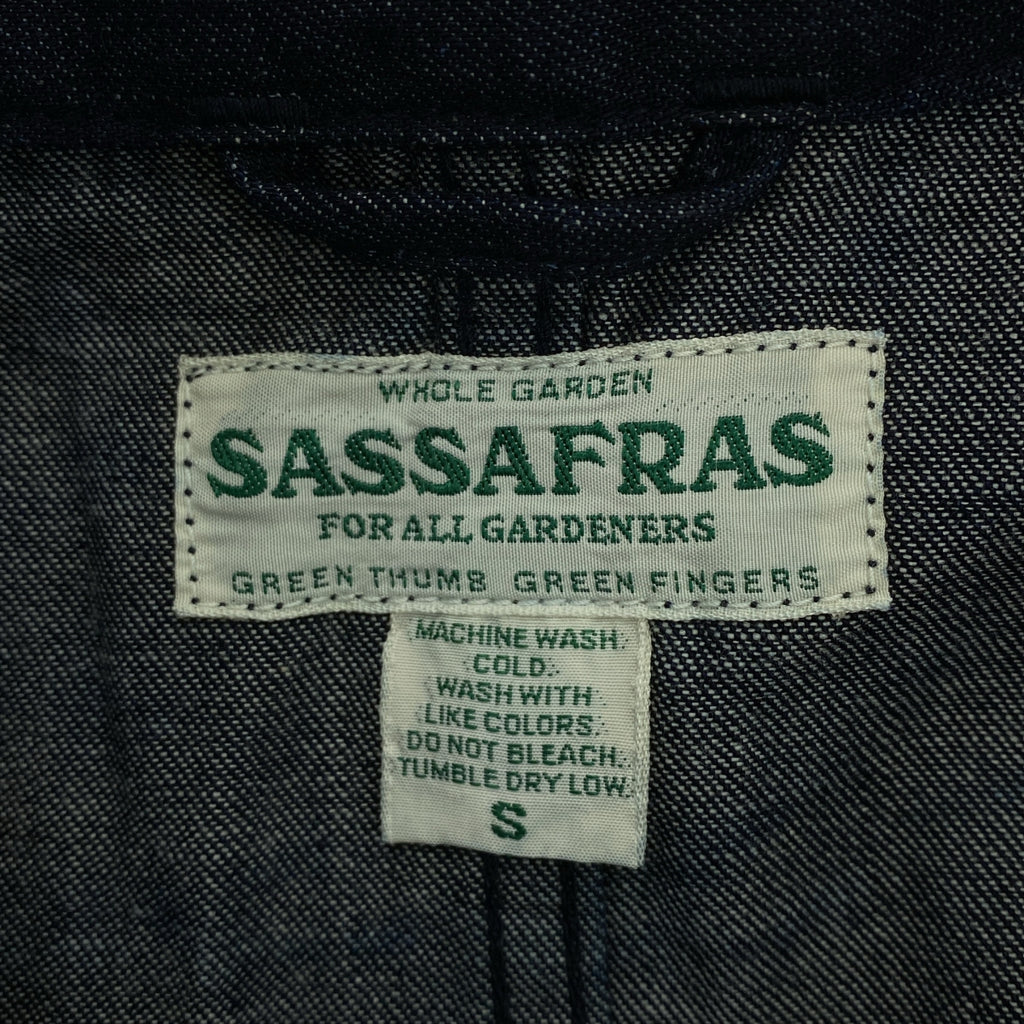 WHOLE GARDEN
SASSAFRAS
FOR ALL GARDENERS
GREEN THUMB GREEN FINGERS
MACHINE WASH
COLD.
WASH WITH
LIKE COLORS.
DO NOT BLEACH.
TUMBLE DRY LOW.
S